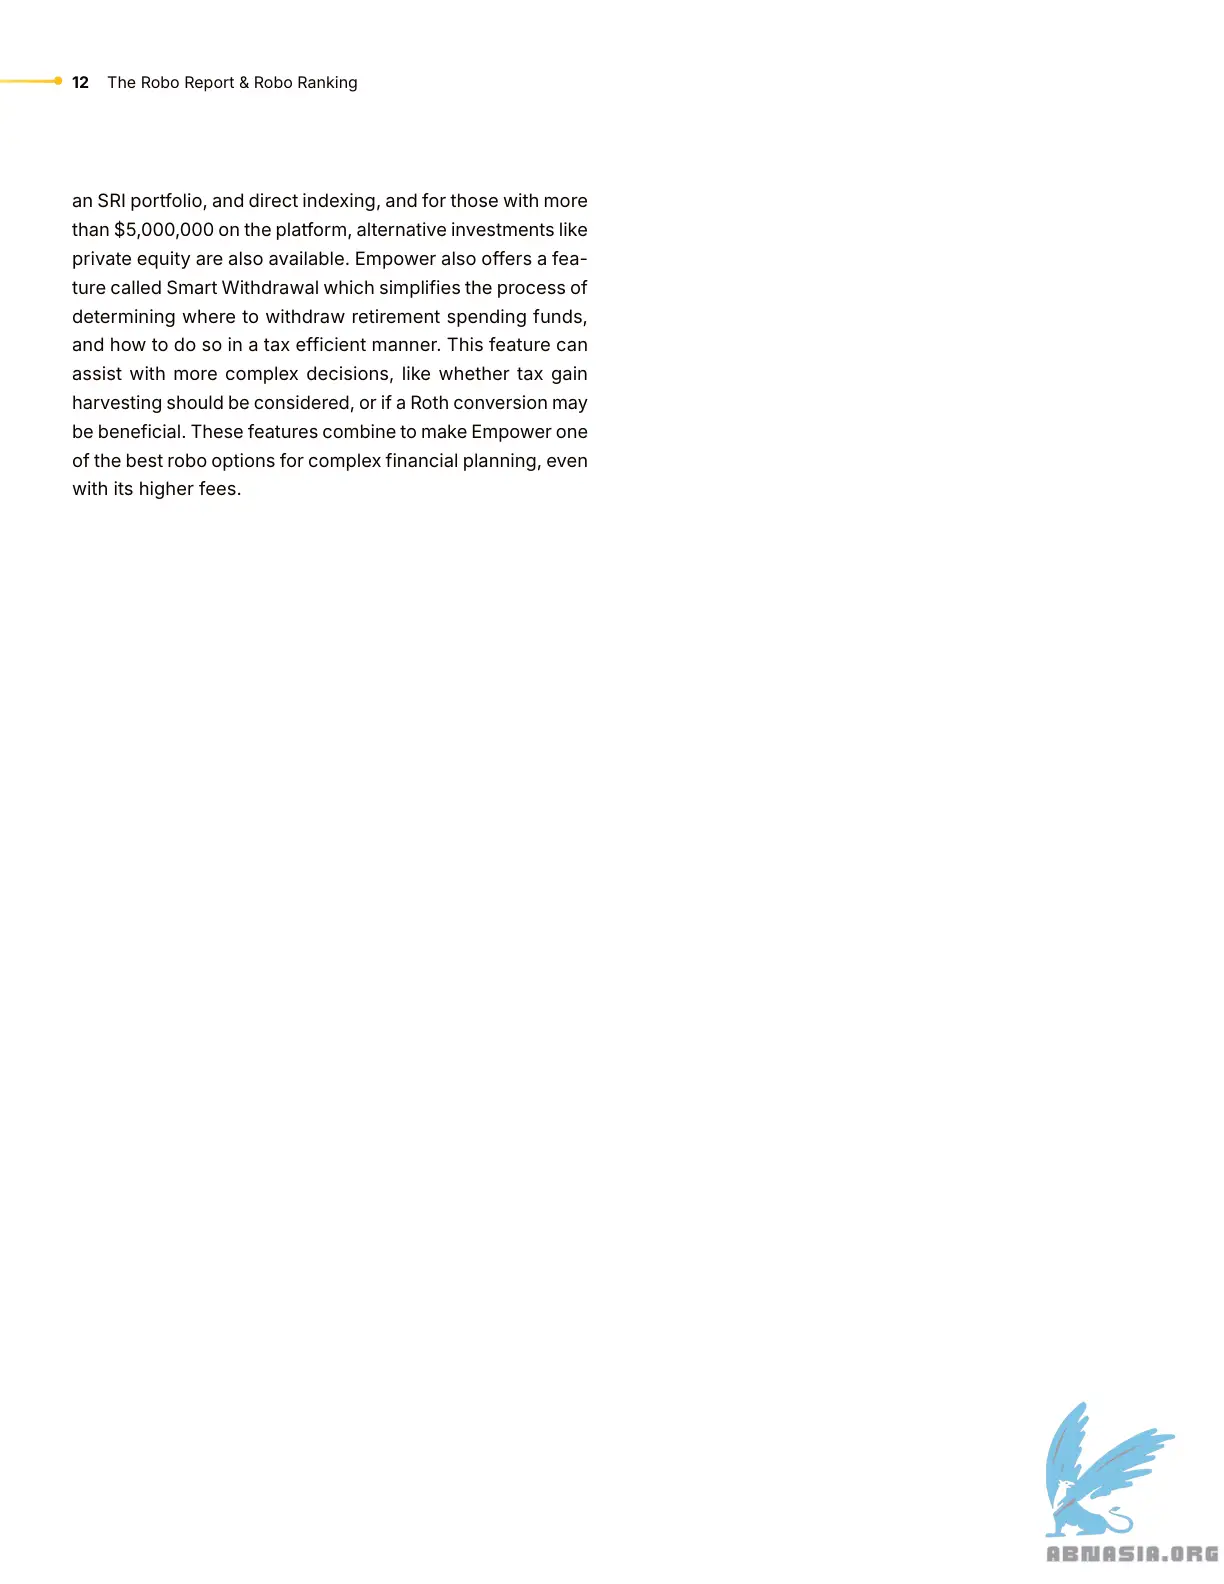 12 The Robo Report & Robo Ranking
an SRI portfolio, and direct indexing, and for those with more
than $5,000,000 on the platform, alternative investments like
private equity are also available. Empower also offers a fea-
ture called Smart Withdrawal which simplifies the process of
determining where to withdraw retirement spending funds,
and how to do so in a tax efficient manner. This feature can
assist with more complex decisions, like whether tax gain
harvesting should be considered, or if a Roth conversion may
be beneficial. These features combine to make Empower one
of the best robo options for complex financial planning, even
with its higher fees.
ABNASIA.ORG